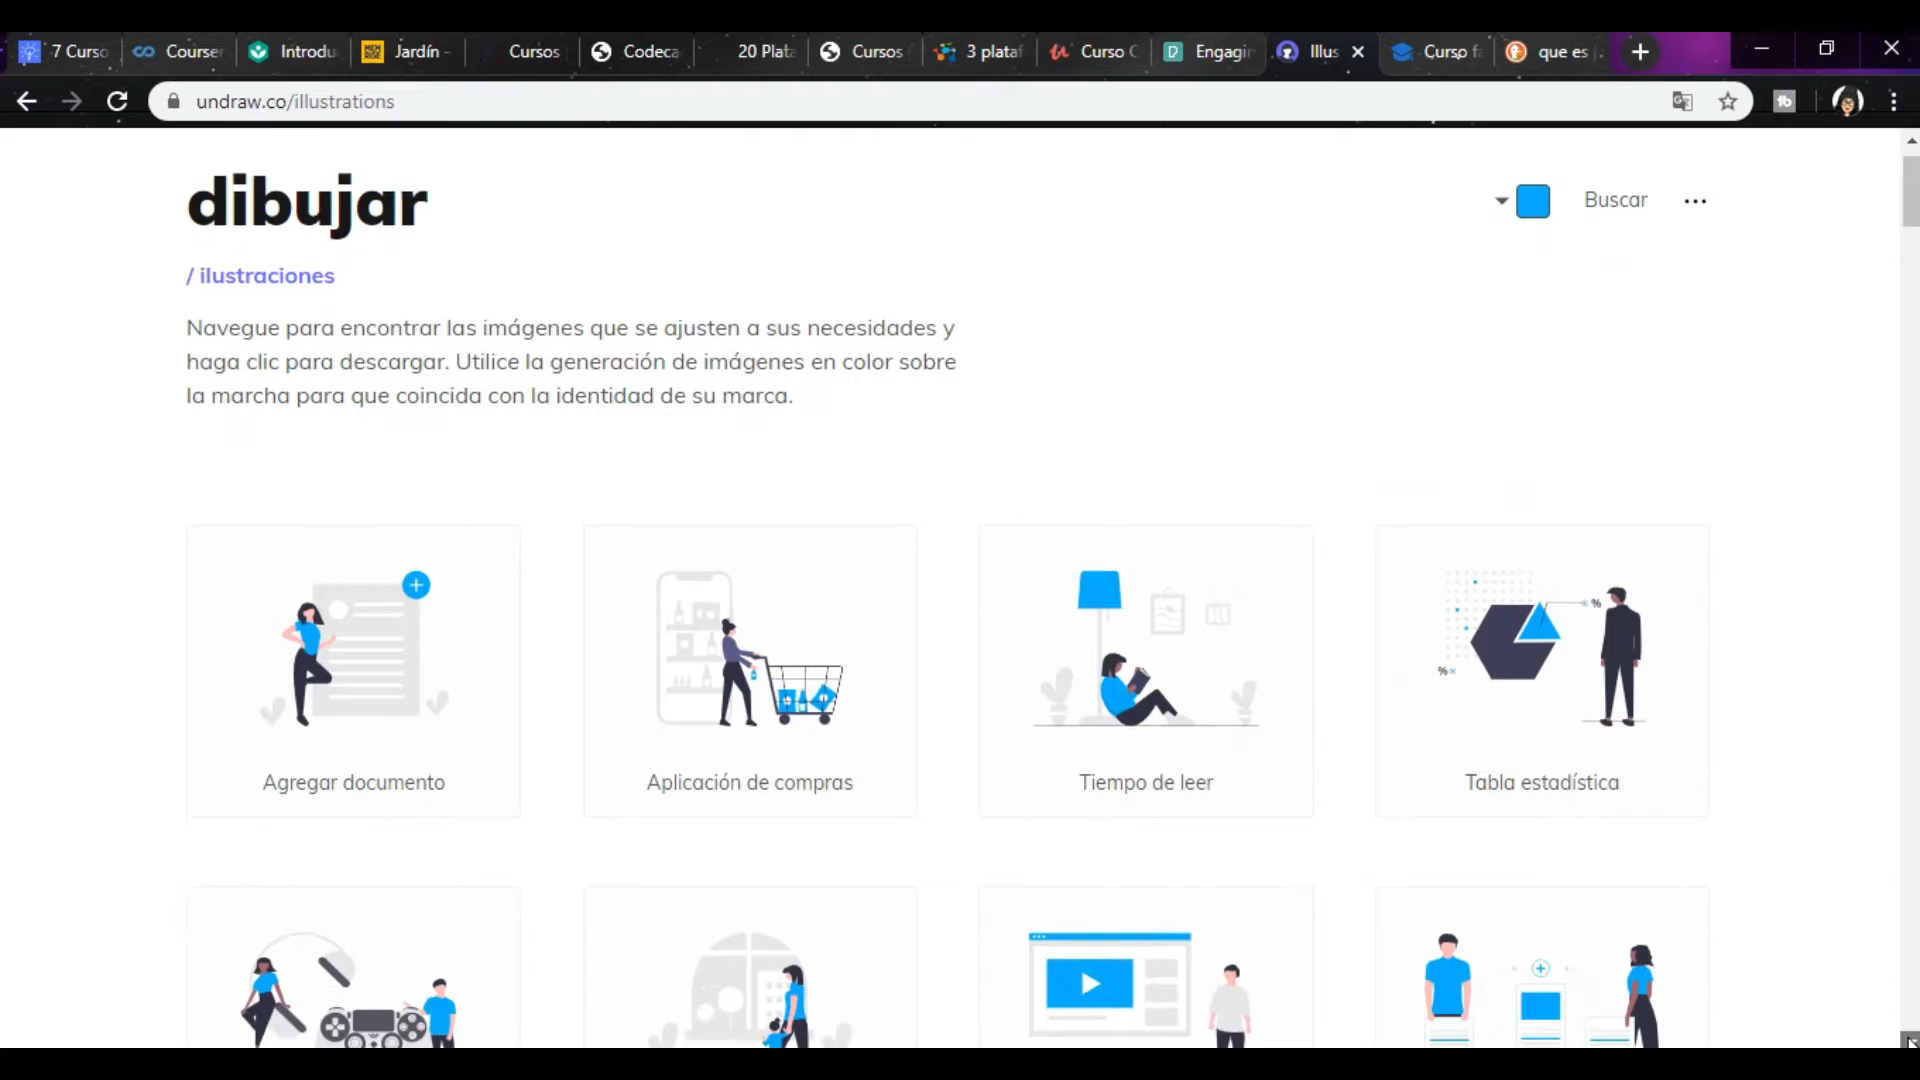 7 Curso
Courser
Introdu
Jardín -
Cursos
Codeca
20 Plata
Cursos
3 plataf
Curso C
Engagin
Illus
Curso fa
que es
undraw.co/illustrations
dibujar
Buscar
/ ilustraciones
Navegue para encontrar las imágenes que se ajusten a sus necesidades y
haga clic para descargar. Utilice la generación de imágenes en color sobre
la marcha para que coincida con la identidad de su marca.
Agregar documento
Aplicación de compras
Tiempo de leer
Tabla estadística